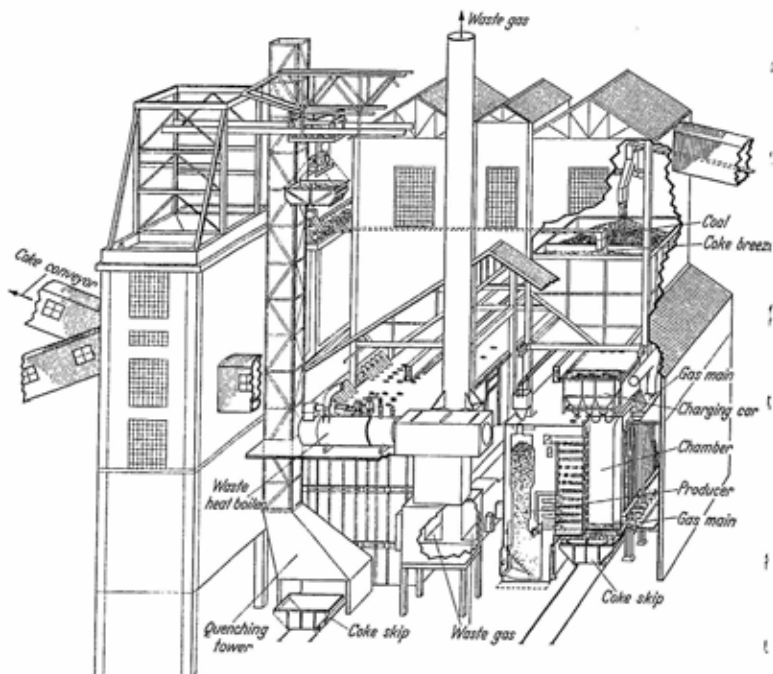 Waste gas
Coal
Coke breeze
Coke conveyor
Gas main
Charging car
Chamber
Waste
heat boiler
Producer
Gas main
Coke skip
Quenching
tower
Coke skip
Waste gas